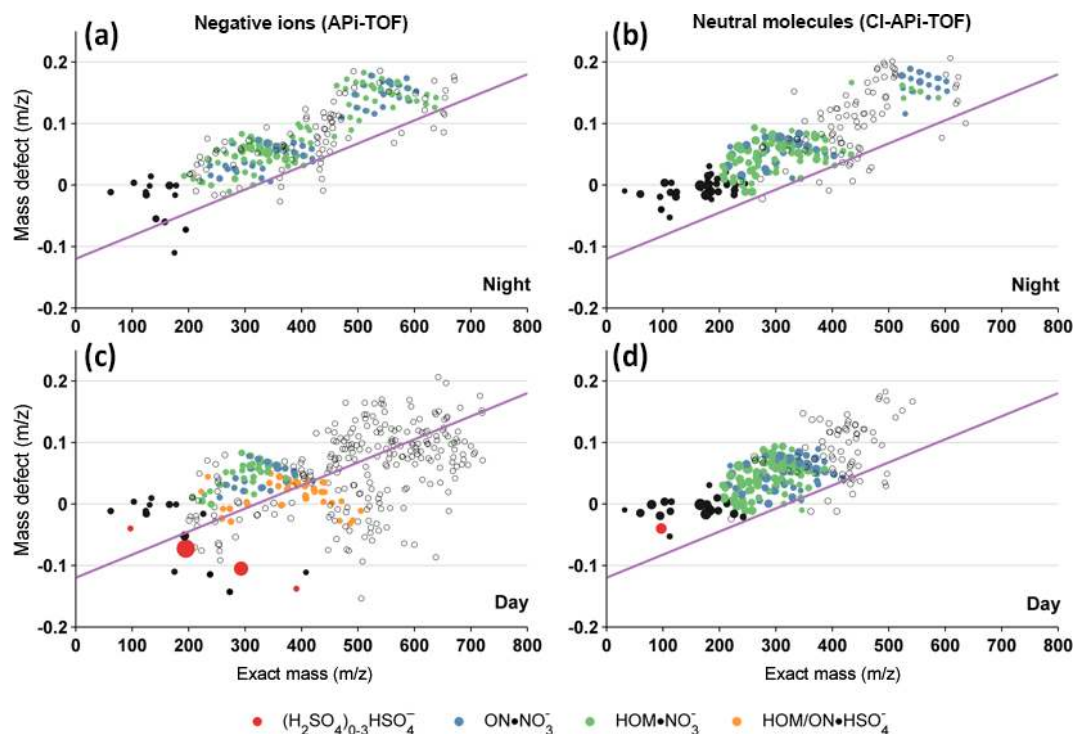 Negative ions (APi-TOF)
Neutral molecules (CI-APi-TOF)
(a)
(b)
Mass defect (m/z)
0.2
0.1
0
-0.1
-0.2
Night
0 100 200 300 400 500 600 700 800
0.2
0.1
0
-0.1
-0.2
Night
0 100 200 300 400 500 600 700 800
(c)
(d)
Mass defect (m/z)
0.2
0.1
0
-0.1
-0.2
Day
0 100 200 300 400 500 600 700 800
Exact mass (m/z)
0.2
0.1
0
-0.1
-0.2
Day
0 100 200 300 400 500 600 700 800
Exact mass (m/z)
(H₂SO₄)₀₋₃HSO₄⁻ ON•NO₃⁻ HOM•NO₃⁻ HOM/ON•HSO₄⁻